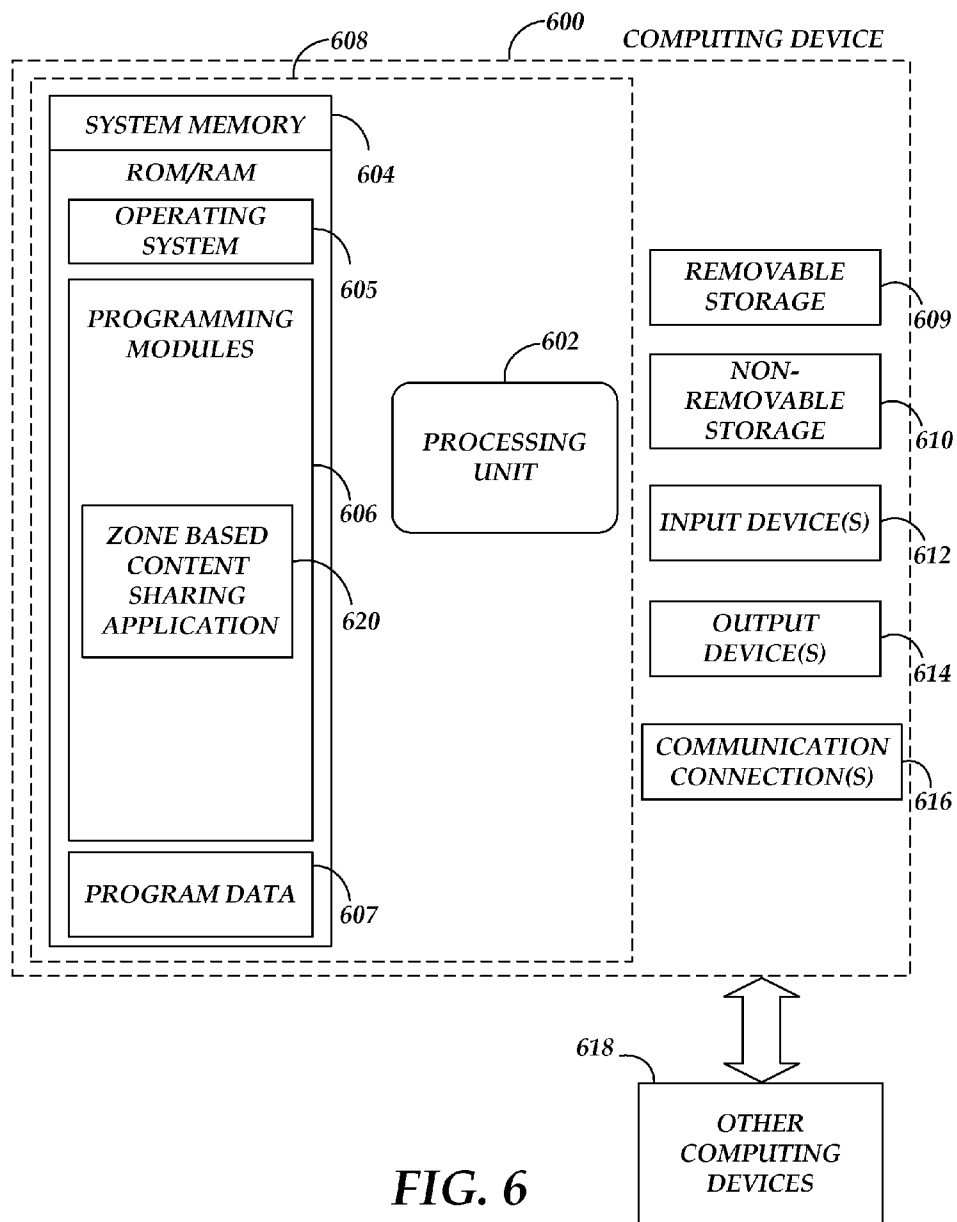 600
COMPUTING DEVICE
608
SYSTEM MEMORY
604
ROM/RAM
OPERATING
SYSTEM
605
PROGRAMMING
MODULES
606
ZONE BASED
CONTENT
SHARING
APPLICATION
620
PROGRAM DATA
607
602
PROCESSING
UNIT
REMOVABLE
STORAGE
609
NON-
REMOVABLE
STORAGE
610
INPUT DEVICE(S)
612
OUTPUT
DEVICE(S)
614
COMMUNICATION
CONNECTION(S)
616
618
OTHER
COMPUTING
DEVICES
FIG. 6